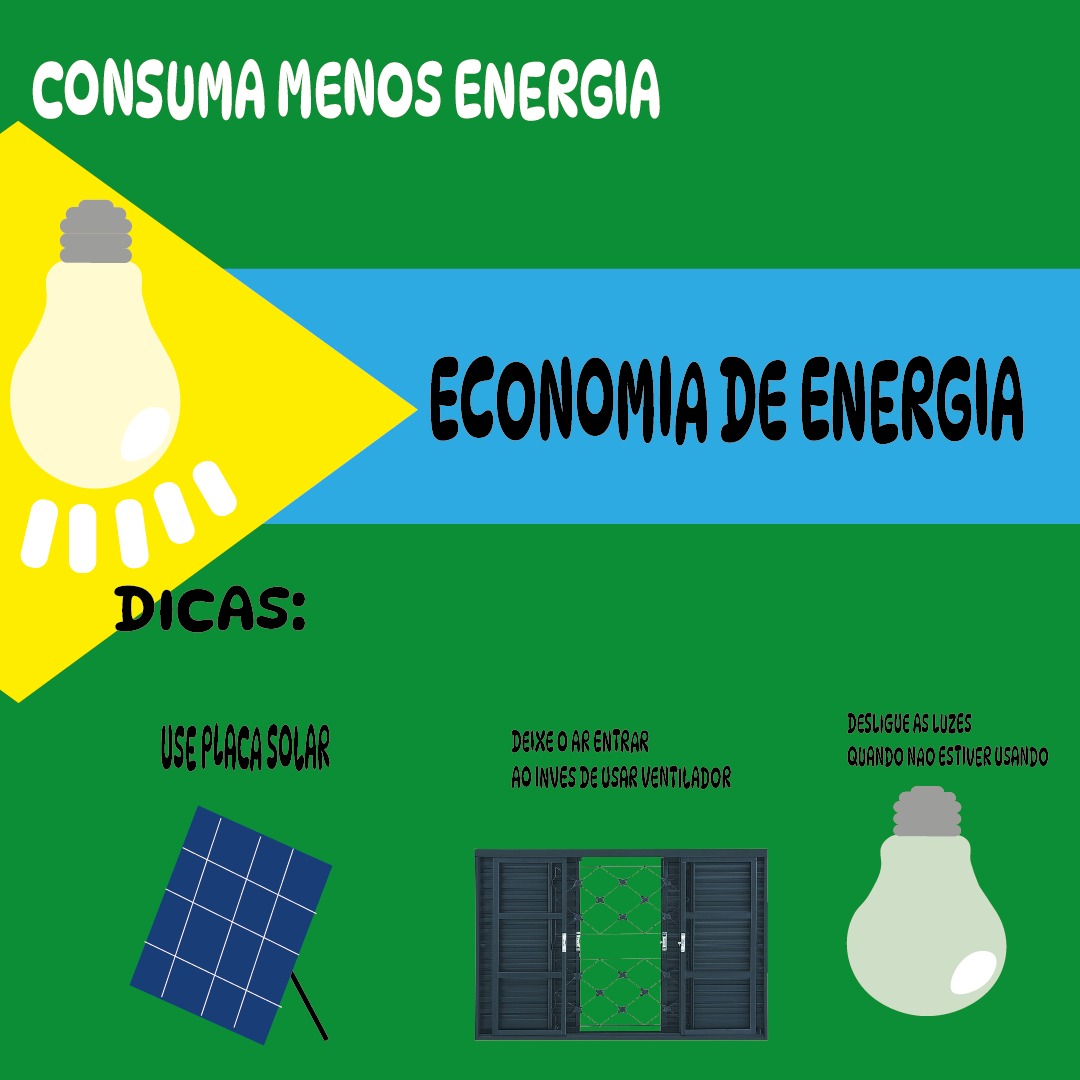 CONSUMA MENOS ENERGIA
ECONOMIA DE ENERGIA
DICAS:
USE PLACA SOLAR
DEIXE O AR ENTRAR
AO INVES DE USAR VENTILADOR
DESLIGUE AS LUZES
QUANDO NAO ESTIVER USANDO